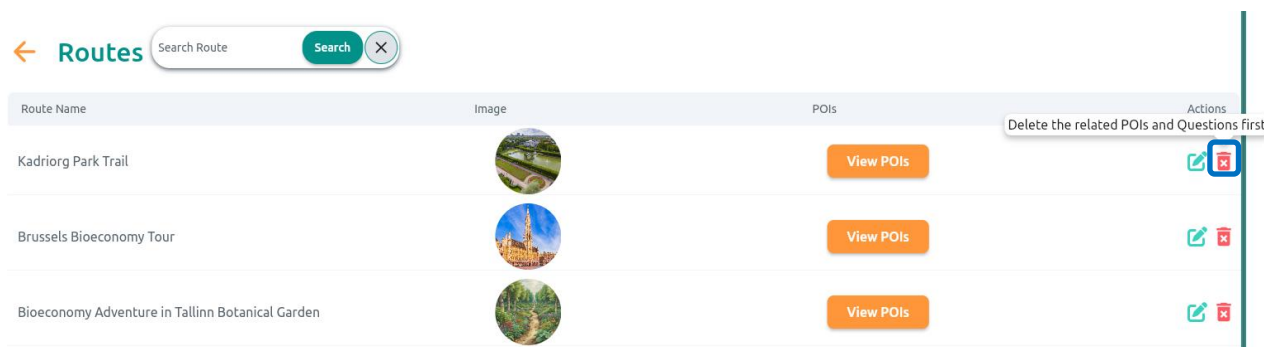 Routes Search Route Search
Route Name Image POIs Actions
Delete the related POIs and Questions first
Kadriorg Park Trail View POIs
Brussels Bioeconomy Tour View POIs
Bioeconomy Adventure in Tallinn Botanical Garden View POIs